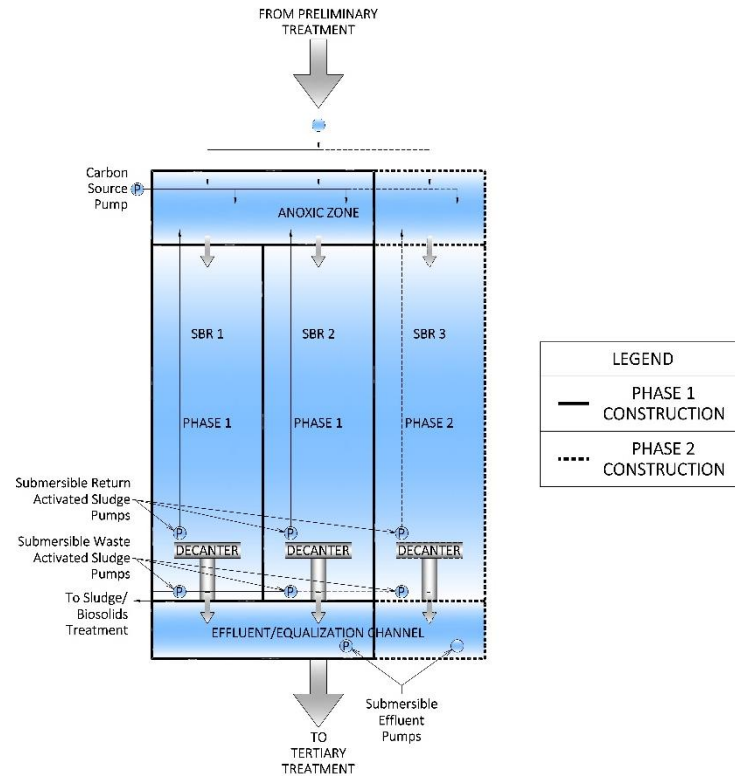 FROM PRELIMINARY
TREATMENT
Carbon
Source
Pump
P
ANOXIC ZONE
SBR 1
SBR 2
SBR 3
PHASE 1
PHASE 1
PHASE 2
LEGEND
PHASE 1
CONSTRUCTION
PHASE 2
CONSTRUCTION
Submersible Return
Activated Sludge
Pumps
P
P
P
DECANTER
DECANTER
DECANTER
Submersible Waste
Activated Sludge
Pumps
P
P
P
To Sludge/
Biosolids
Treatment
EFFLUENT/EQUALIZATION CHANNEL
P
Submersible
Effluent
Pumps
TO
TERTIARY
TREATMENT